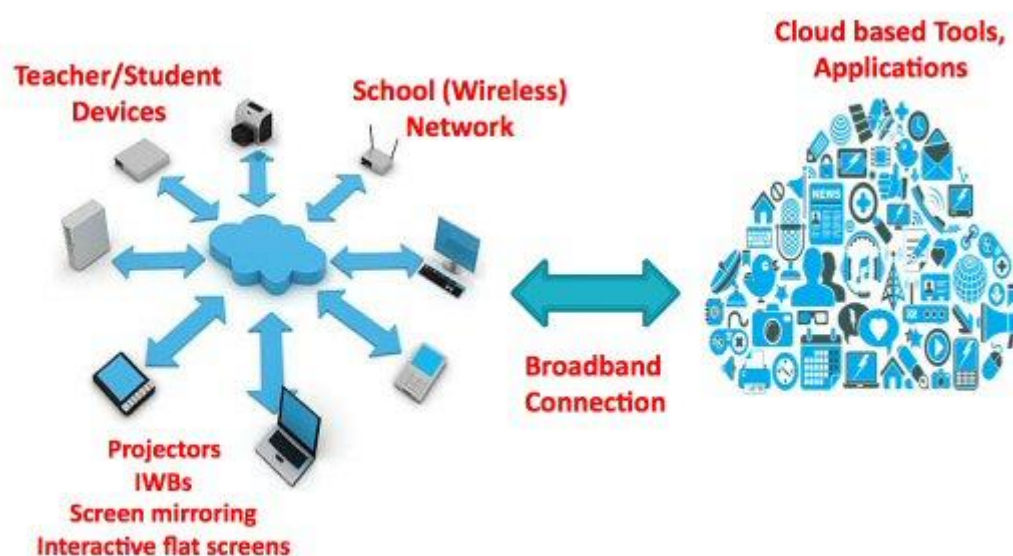 Teacher/Student
Devices
School (Wireless)
Network
Cloud based Tools,
Applications
NEWS
Broadband
Connection
Projectors
IWBs
Screen mirroring
Interactive flat screens